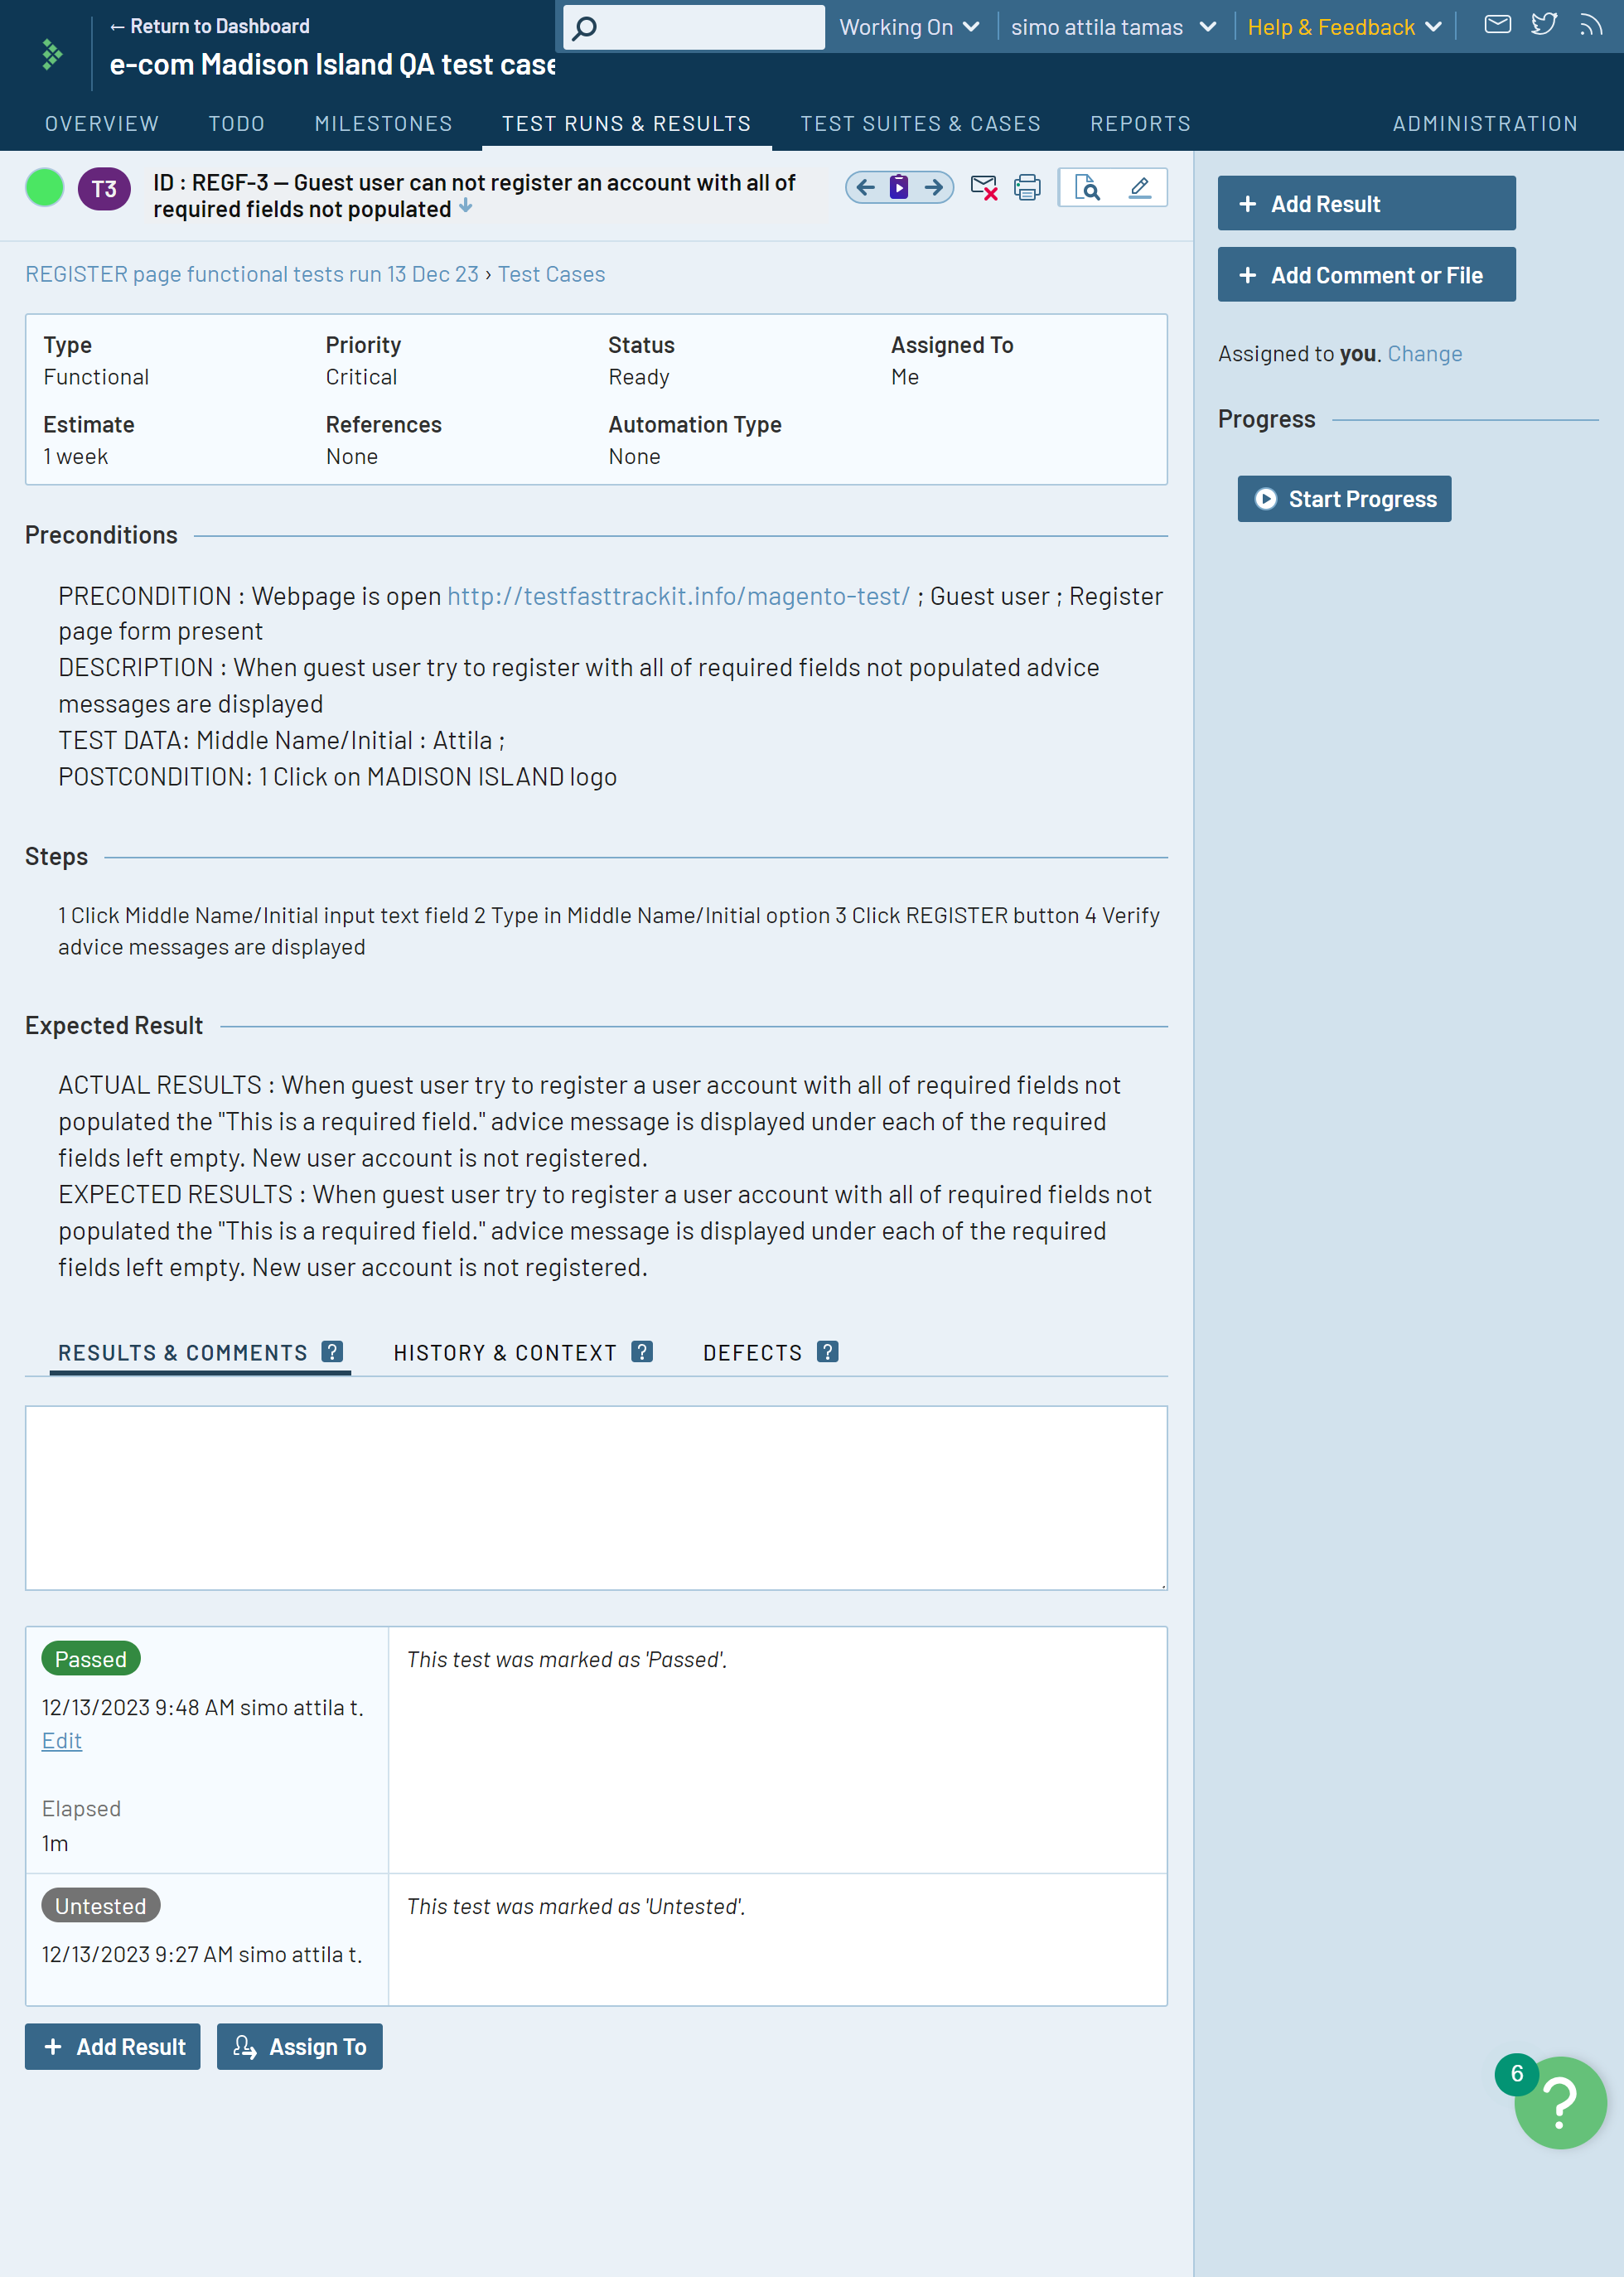 ← Return to Dashboard
e-com Madison Island QA test case
Working On
simo attila tamas
Help & Feedback
OVERVIEW TODO MILESTONES TEST RUNS & RESULTS TEST SUITES & CASES REPORTS ADMINISTRATION
T3
ID : REGF-3 — Guest user can not register an account with all of
required fields not populated
REGISTER page functional tests run 13 Dec 23 › Test Cases
Type Priority Status Assigned To
Functional Critical Ready Me
Estimate References Automation Type
1 week None None
Preconditions
PRECONDITION : Webpage is open http://testfasttrackit.info/magento-test/ ; Guest user ; Register
page form present
DESCRIPTION : When guest user try to register with all of required fields not populated advice
messages are displayed
TEST DATA: Middle Name/Initial : Attila ;
POSTCONDITION: 1 Click on MADISON ISLAND logo
Steps
1 Click Middle Name/Initial input text field 2 Type in Middle Name/Initial option 3 Click REGISTER button 4 Verify
advice messages are displayed
Expected Result
ACTUAL RESULTS : When guest user try to register a user account with all of required fields not
populated the "This is a required field." advice message is displayed under each of the required
fields left empty. New user account is not registered.
EXPECTED RESULTS : When guest user try to register a user account with all of required fields not
populated the "This is a required field." advice message is displayed under each of the required
fields left empty. New user account is not registered.
RESULTS & COMMENTS ? HISTORY & CONTEXT ? DEFECTS ?
Passed
This test was marked as 'Passed'.
12/13/2023 9:48 AM simo attila t.
Edit
Elapsed
1m
Untested
This test was marked as 'Untested'.
12/13/2023 9:27 AM simo attila t.
+ Add Result
Assign To
+ Add Result
+ Add Comment or File
Assigned to you. Change
Progress
Start Progress
6
?